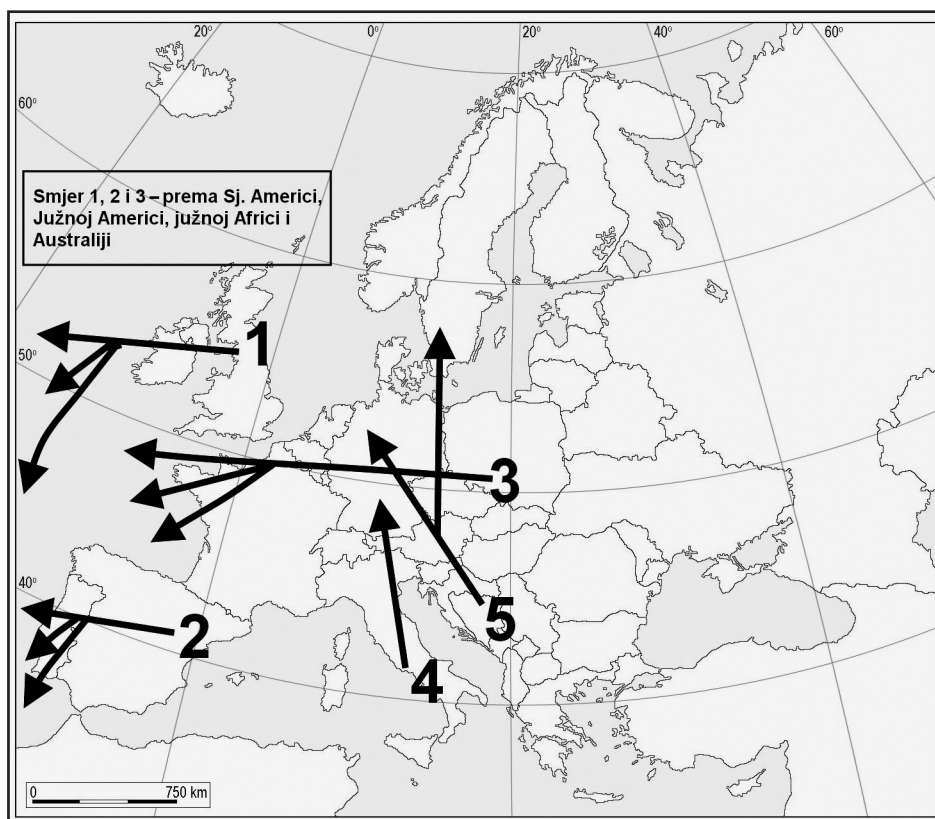 20° 0° 20° 40° 60°
60°
Smjer 1, 2 i 3 – prema Sj. Americi,
Južnoj Americi, južnoj Africi i
Australiji
1
50°
3
40°
5
2
4
0 750 km